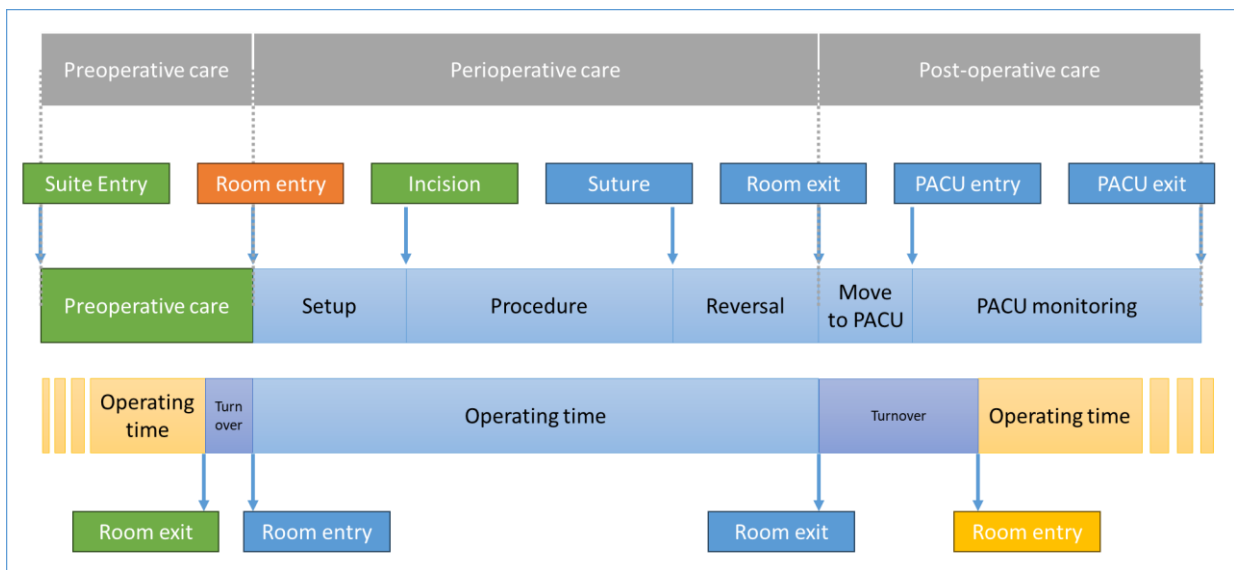 Preoperative care
Perioperative care
Post-operative care
Suite Entry
Room entry
Incision
Suture
Room exit
PACU entry
PACU exit
Preoperative care
Setup
Procedure
Reversal
Move
to PACU
PACU monitoring
Operating
time
Turn
over
Operating time
Turnover
Operating time
Room exit
Room entry
Room exit
Room entry